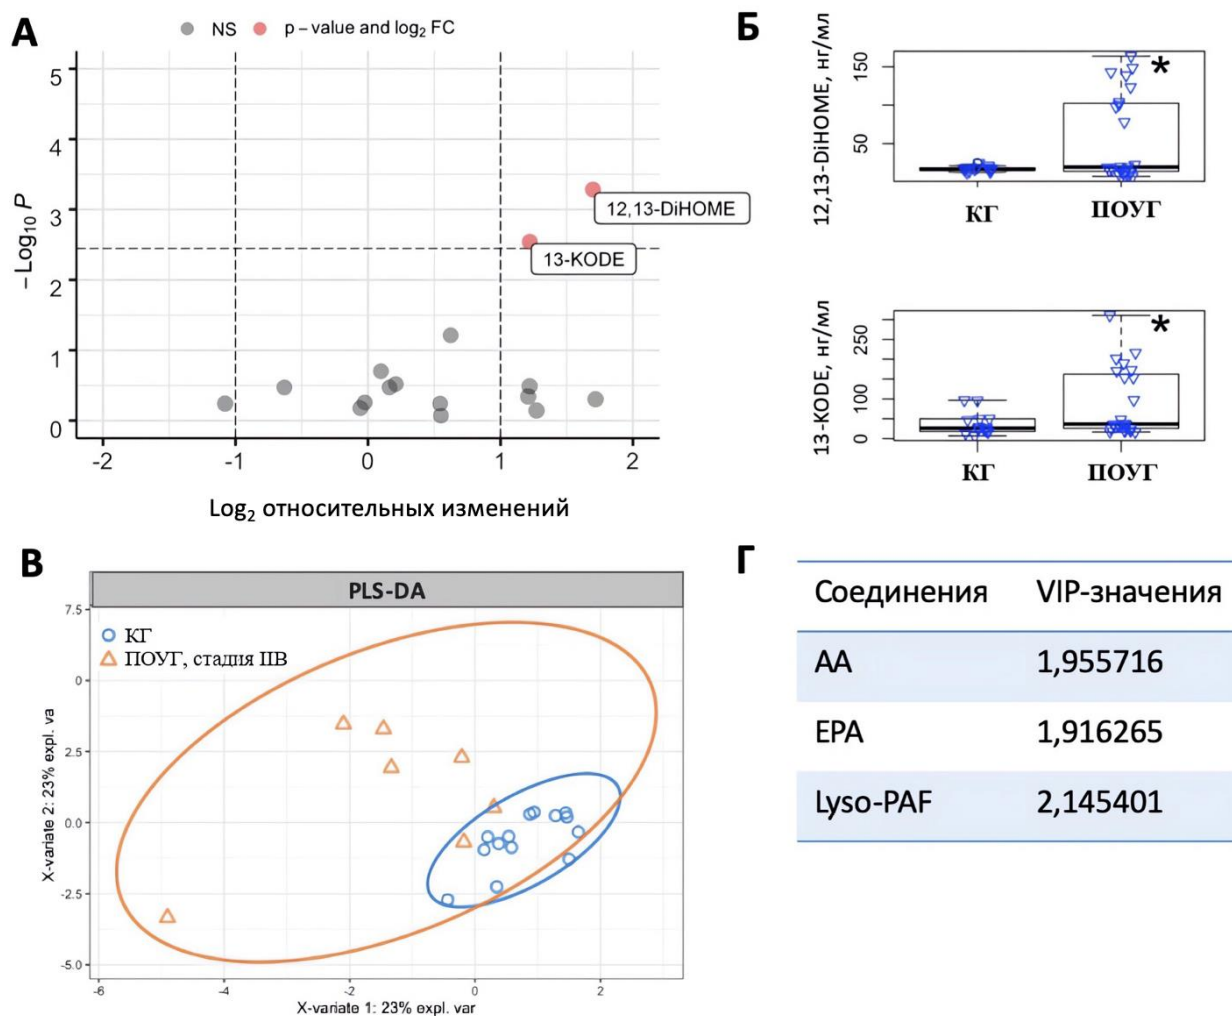 А
NS p – value and log2 FC
5
4
3
2
1
0
–Log10 P
12,13-DiHOME
13-KODE
-2 -1 0 1 2
Log2 относительных изменений
Б
12,13-DiHOME, нг/мл
150
50
*
КГ ПОУГ
13-KODE, нг/мл
250
100
0
*
КГ ПОУГ
В
PLS-DA
КГ
ПОУГ, стадия IIB
7.5
0
2.5
0.0
-2.5
-5.0
X-variate 2: 23% expl. va
-6 -4 -2 0 2
X-variate 1: 23% expl. var
Г
Соединения VIP-значения
AA 1,955716
EPA 1,916265
Lyso-PAF 2,145401